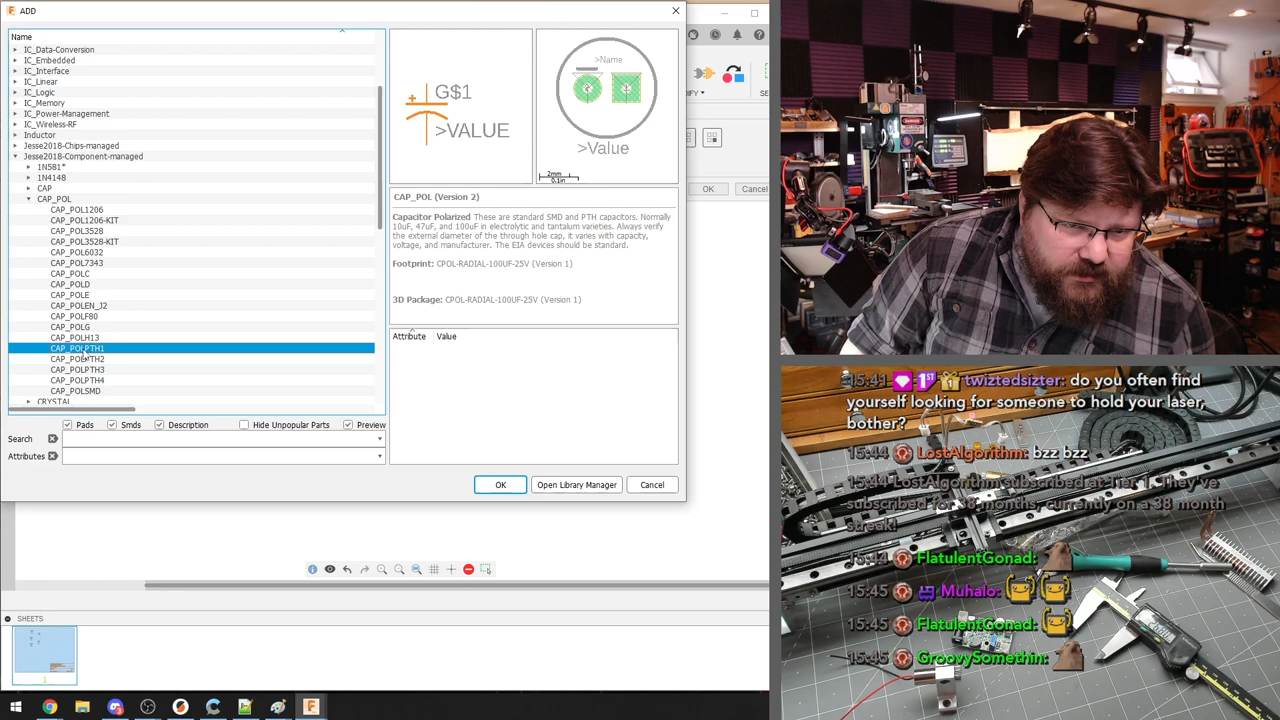 ADD
Name
IC_Data-Conversion
IC_Embedded
IC_Interface
IC_Linear
IC_Logic
IC_Memory
IC_Power-Management
IC_Wireless-RF
Inductor
Jesse2018-Chips-managed
Jesse2018-Component-managed
1N581*
1N4148
CAP
CAP_POL
CAP_POL1206
CAP_POL1206-KIT
CAP_POL3528
CAP_POL3528-KIT
CAP_POL6032
CAP_POL7343
CAP_POLC
CAP_POLD
CAP_POLE
CAP_POLEN_J2
CAP_POLF80
CAP_POLG
CAP_POLH13
CAP_POLPTH1
CAP_POLPTH2
CAP_POLPTH3
CAP_POLPTH4
CAP_POLSMD
CRYSTAL
Pads
Smds
Description
Hide Unpopular Parts
Preview
Search
Attributes
G$1
>VALUE
>Name
>Value
2mm
0.1in
CAP_POL (Version 2)
Capacitor Polarized These are standard SMD and PTH capacitors. Normally
10uF, 47uF, and 100uF in electrolytic and tantalum varieties. Always verify
the external diameter of the through hole cap, it varies with capacity,
voltage, and manufacturer. The EIA devices should be standard.
Footprint: CPOL-RADIAL-100UF-25V (Version 1)
3D Package: CPOL-RADIAL-100UF-25V (Version 1)
Attribute Value
OK
Open Library Manager
Cancel
OK
Cancel
SHEETS
1
15:41 twiztedsizter: do you often find
yourself looking for someone to hold your laser,
bother?
15:44 LostAlgorithm: bzz bzz
15:44 LostAlgorithm subscribed at Tier 1. They've
subscribed for 38 months, currently on a 38 month
streak!
15:44 FlatulentGonad:
15:45 Muhalo:
15:45 FlatulentGonad:
15:45 GroovySomethin: